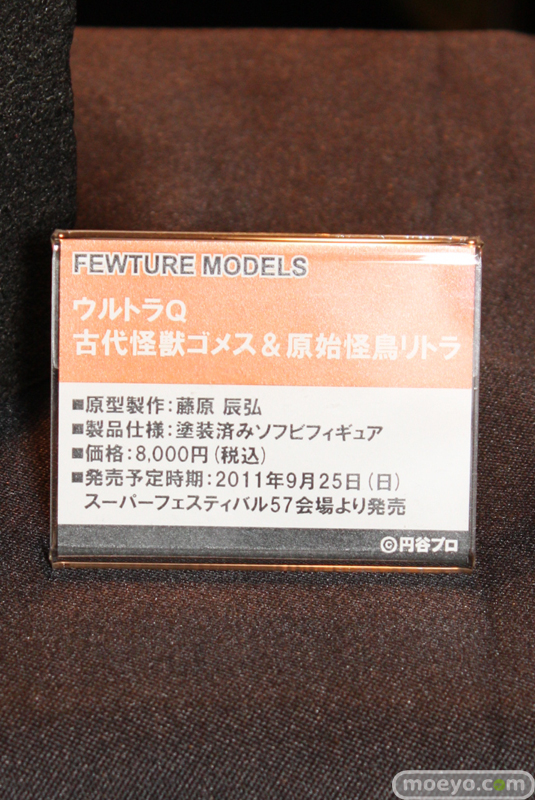 FEWTURE MODELS
ウルトラQ
古代怪獣ゴメス&原始怪鳥リトラ
■原型製作:藤原 辰弘
■製品仕様:塗装済みソフビフィギュア
■価格:8,000円(税込)
■発売予定時期:2011年9月25日(日)
スーパーフェスティバル57会場より発売
©円谷プロ
moeyo.com